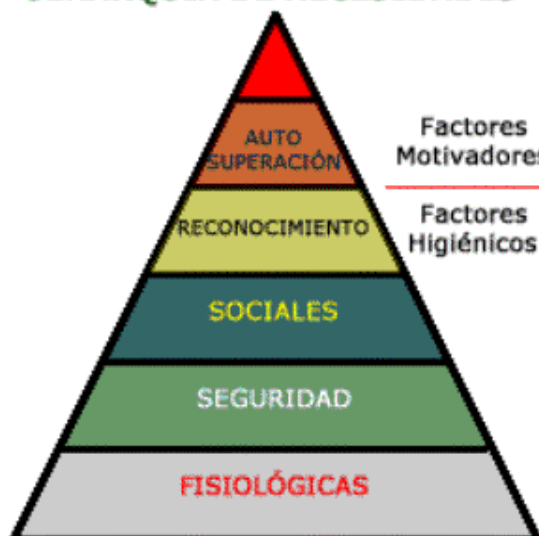 AUTO
SUPERACIÓN
Factores
Motivadores
RECONOCIMIENTO
Factores
Higiénicos
SOCIALES
SEGURIDAD
FISIOLÓGICAS